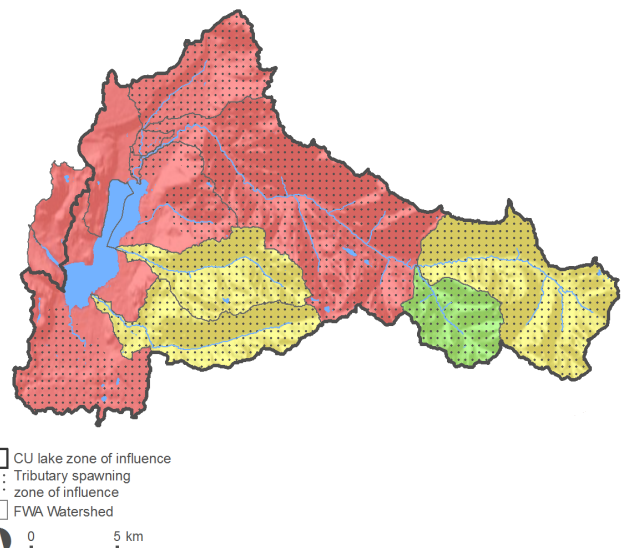 CU lake zone of influence
Tributary spawning
zone of influence
FWA Watershed
0 5 km